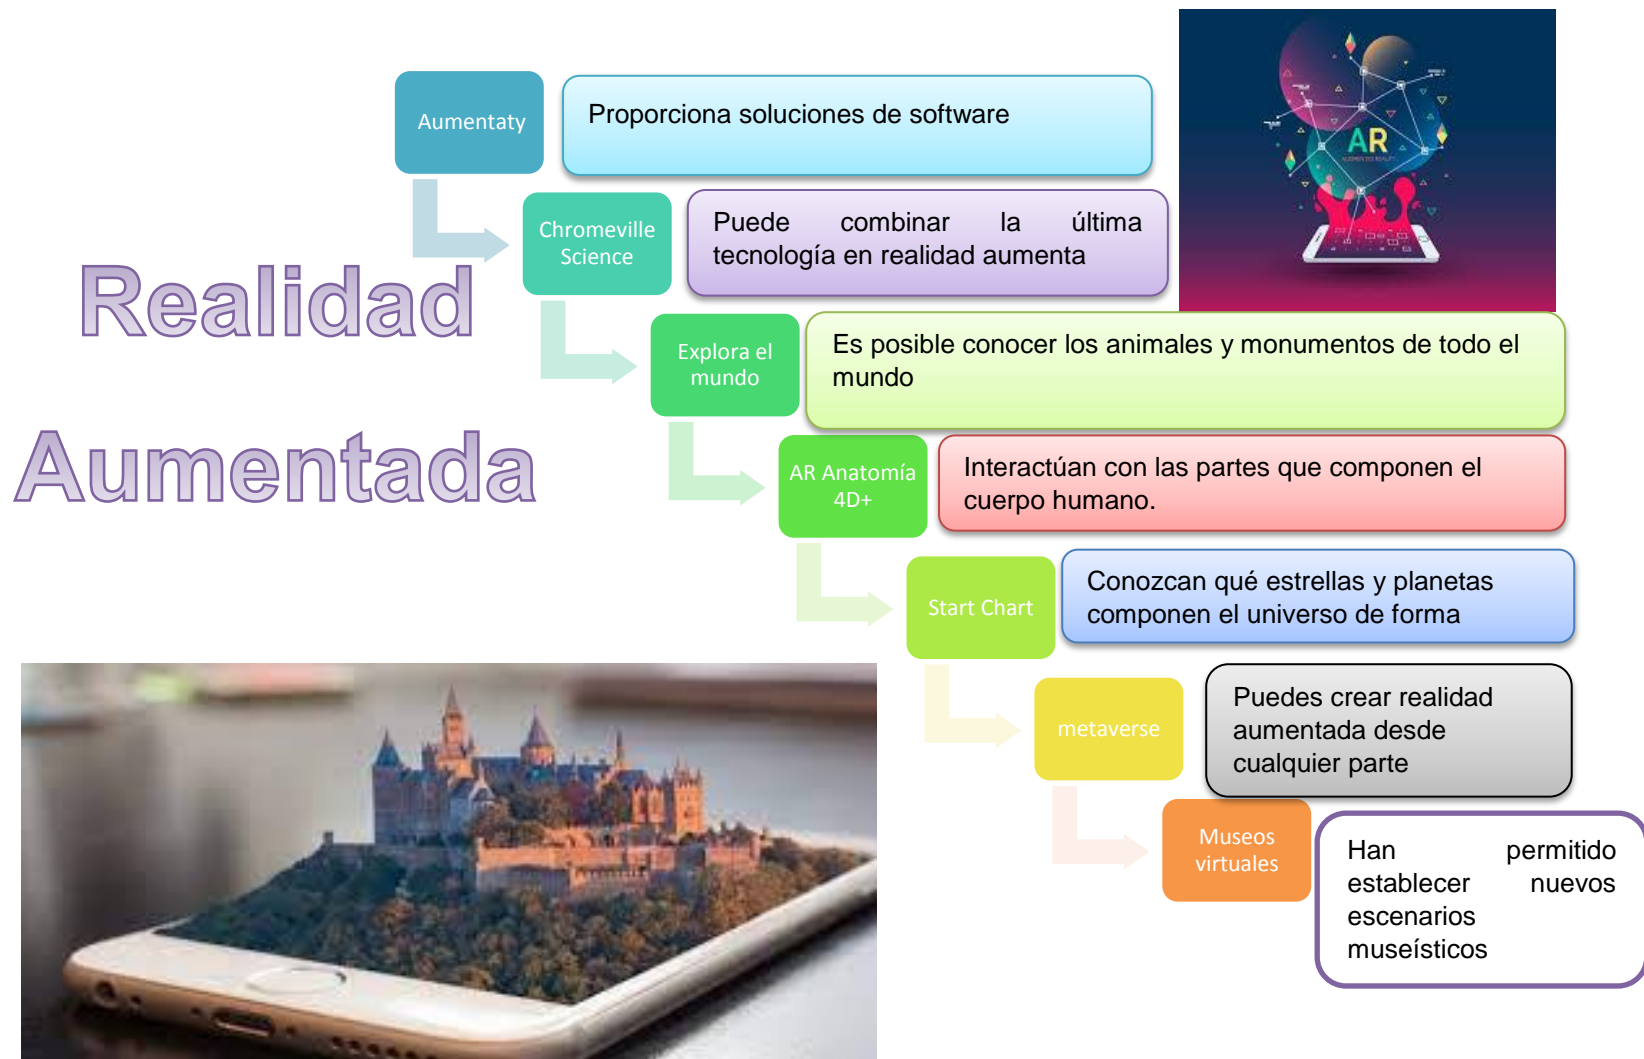 Realidad
Aumentada
Aumentaty
Proporciona soluciones de software
Chromeville
Science
Puede combinar la última
tecnología en realidad aumenta
AR
AUGMENTED REALITY
Explora el
mundo
Es posible conocer los animales y monumentos de todo el
mundo
AR Anatomía
4D+
Interactúan con las partes que componen el
cuerpo humano.
Start Chart
Conozcan qué estrellas y planetas
componen el universo de forma
metaverse
Puedes crear realidad
aumentada desde
cualquier parte
Museos
virtuales
Han permitido
establecer nuevos
escenarios
museísticos